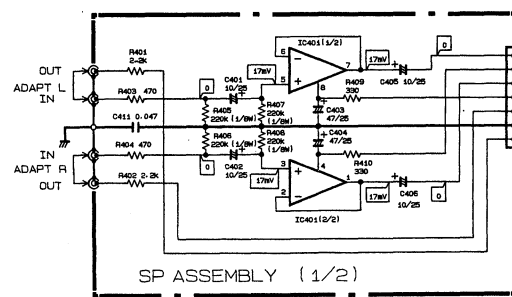 IC401(1/2)
R401
2-2K
OUT
ADAPT L
IN
R403 470
0
C401
10/25
17mV
6
5
7
8
17mV
C405
10/25
0
R409
330
R405
220k
(1/8W)
R407
220k
(1/8W)
C403
47/25
C411 0.047
R406
220k
(1/8W)
R408
220k
(1/8W)
C404
47/25
IN
ADAPT R
OUT
R404 470
R402 2-2K
0
C402
10/25
17mV
3
2
4
1
R410
330
17mV
C406
10/25
0
IC401(2/2)
SP ASSEMBLY (1/2)